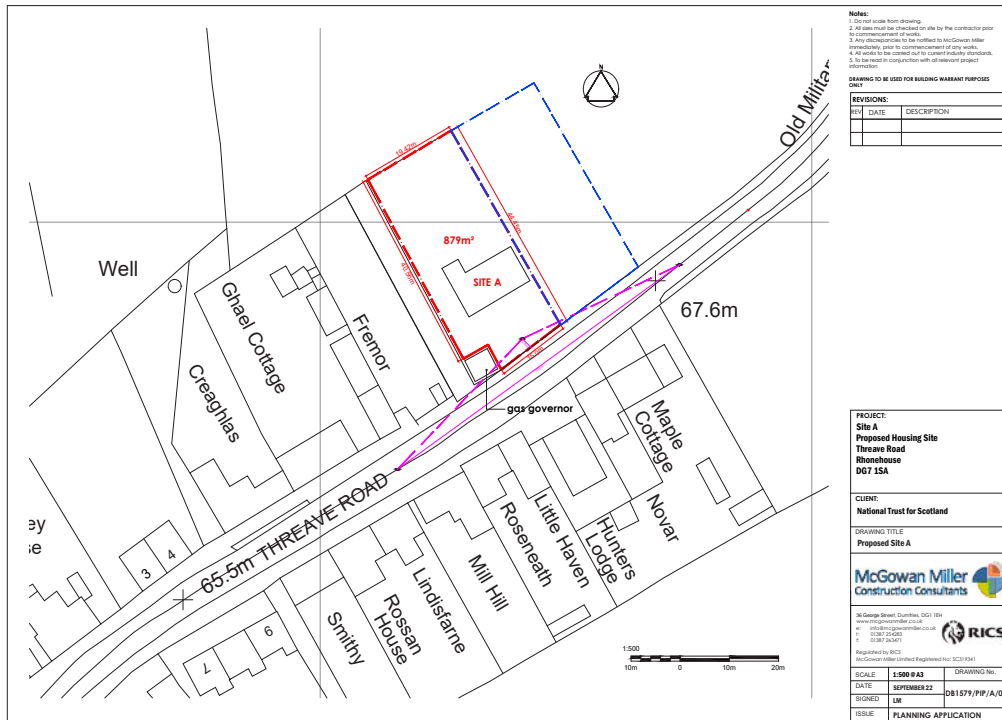 Notes:
1. Do not scale from drawing.
2. All sizes must be checked on site by the contractor prior
to commencement of works.
3. Any discrepancies to be notified to McGowan Miller
immediately, prior to commencement of any works.
4. All works to be carried out to current industry standards.
5. To be read in conjunction with all relevant project
information
DRAWING TO BE USED FOR BUILDING WARRANT PURPOSES
ONLY
REVISIONS:
REV DATE DESCRIPTION
N
Old Milita
19.42m
879m²
SITE A
Well
67.6m
Ghael Cottage
Fremor
Creaghlas
gas governor
Maple
Cottage
Novar
Little Haven
Hunters
Lodge
Roseneath
Mill Hill
Lindisfarne
Rossan
House
Smithy
65.5m THREAVE ROAD
ey
se
3
4
7
9
1:500
10m 0 10m 20m
PROJECT:
Site A
Proposed Housing Site
Threave Road
Rhonehouse
DG7 1SA
CLIENT:
National Trust for Scotland
DRAWING TITLE
Proposed Site A
McGowan Miller
Construction Consultants
36 George Street, Dumfries, DG1 1EH
www.mcgowanmiller.co.uk
e: info@mcgowanmiller.co.uk
t: 01387 254283
f: 01387 263471
RICS
Regulated by RICS
McGowan Miller Limited Registered No: SC319341
SCALE 1:500 @ A3 DRAWING No.
DATE SEPTEMBER 22 DB1579/PIP/A/0
SIGNED LM
ISSUE PLANNING APPLICATION